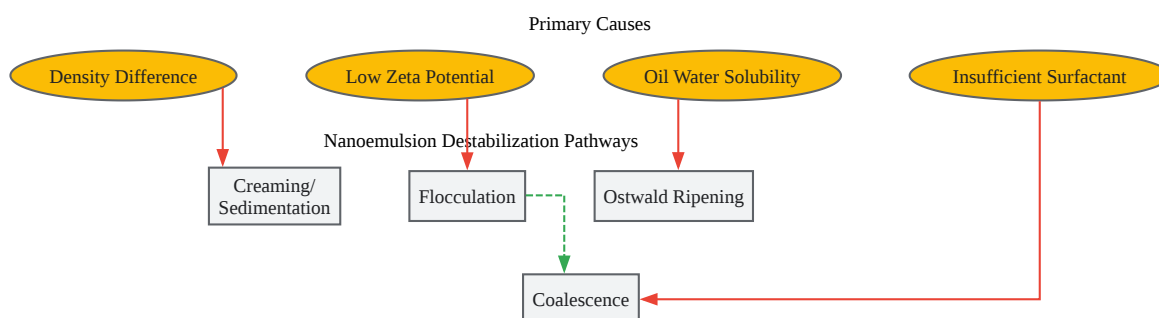 Primary Causes
Density Difference
Low Zeta Potential
Oil Water Solubility
Insufficient Surfactant
Nanoemulsion Destabilization Pathways
Creaming/
Sedimentation
Flocculation
Ostwald Ripening
Coalescence